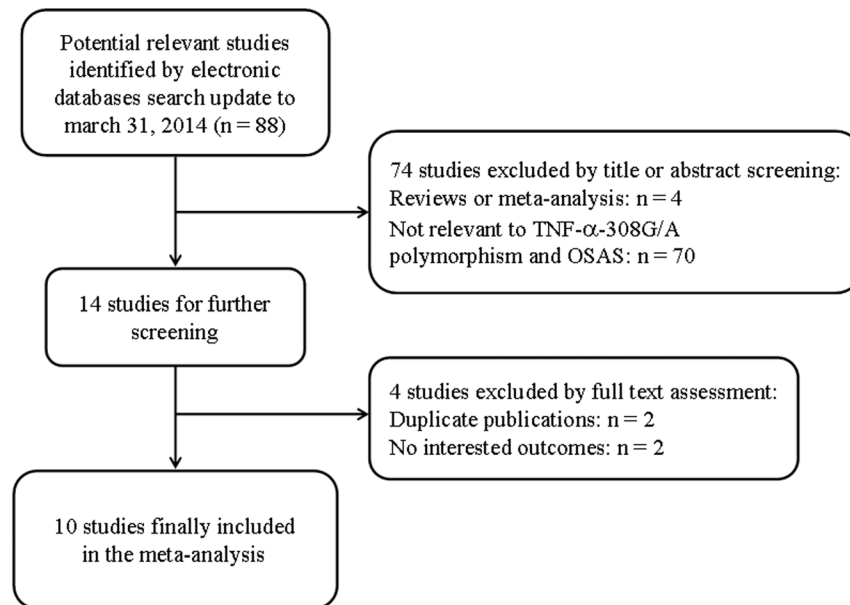 Potential relevant studies
identified by electronic
databases search update to
march 31, 2014 (n = 88)
74 studies excluded by title or abstract screening:
Reviews or meta-analysis: n = 4
Not relevant to TNF-α-308G/A
polymorphism and OSAS: n = 70
14 studies for further
screening
4 studies excluded by full text assessment:
Duplicate publications: n = 2
No interested outcomes: n = 2
10 studies finally included
in the meta-analysis